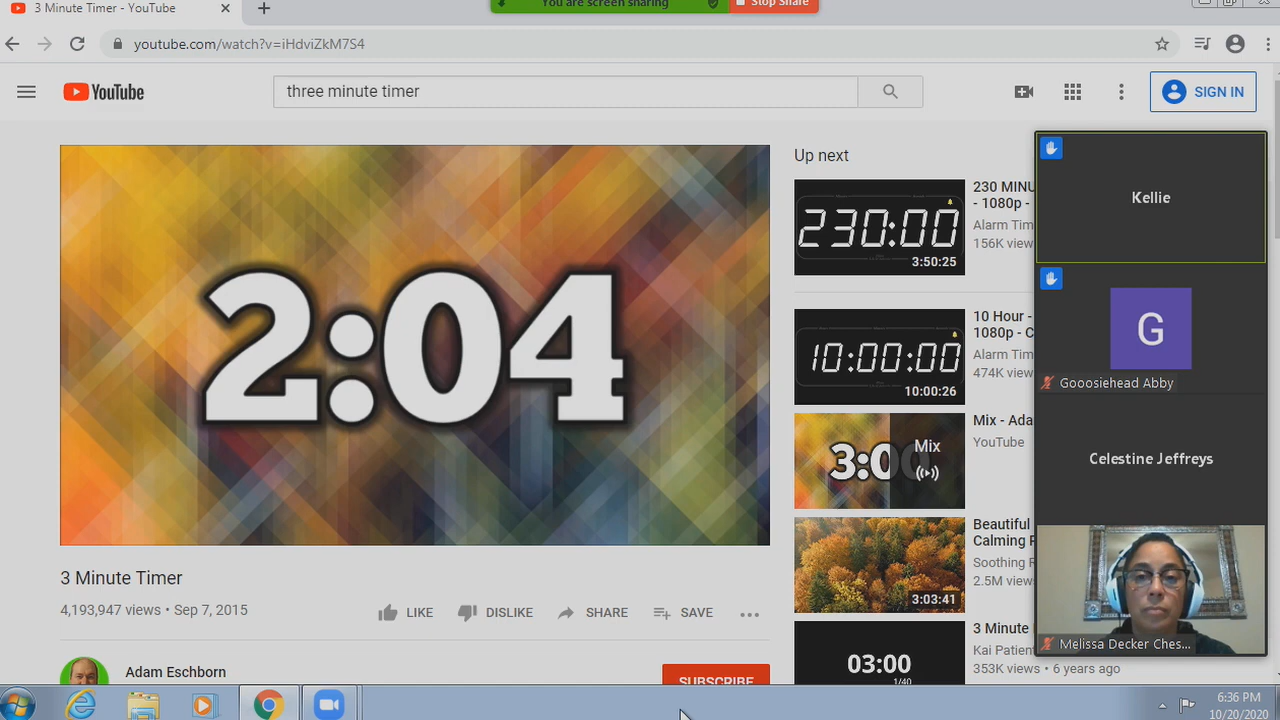 3 Minute Timer - YouTube
You are screen sharing
Stop Share
youtube.com/watch?v=iHdviZkM7S4
YouTube
three minute timer
SIGN IN
2:04
Up next
230:00
3:50:25
230 MINU
- 1080p -
Alarm Tim
156K view
10:00:00
10:00:26
10 Hour -
1080p - C
Alarm Tim
474K view
3:0
Mix
Mix - Ada
YouTube
3:03:41
Beautiful
Calming R
Soothing R
2.5M view
03:00
1/40
3 Minute
Kai Patien
353K views • 6 years ago
Kellie
G
Gooosiehead Abby
Celestine Jeffreys
Melissa Decker Ches...
3 Minute Timer
4,193,947 views • Sep 7, 2015
LIKE
DISLIKE
SHARE
SAVE
Adam Eschborn
SUBSCRIBE
6:36 PM
10/20/2020